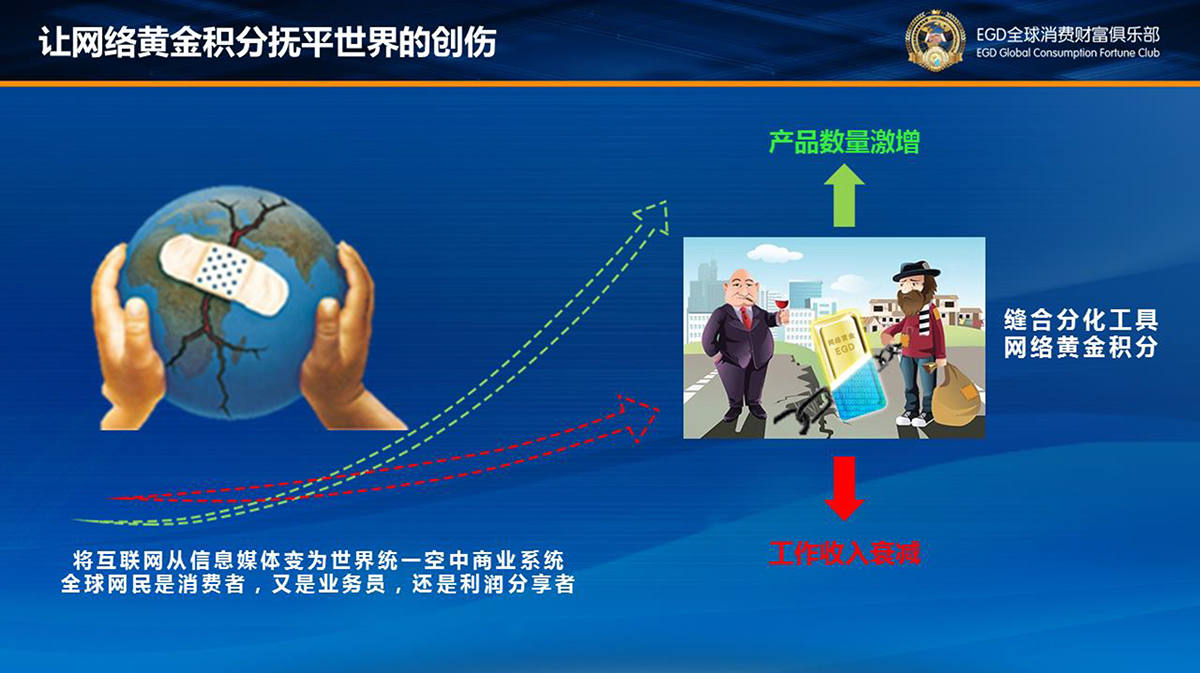 让网络黄金积分抚平世界的创伤
EGD全球消费财富俱乐部
EGD Global Consumption Fortune Club
产品数量激增
网络黄金
EGD
缝合分化工具
网络黄金积分
工作收入衰减
将互联网从信息媒体变为世界统一空中商业系统
全球网民是消费者，又是业务员，还是利润分享者